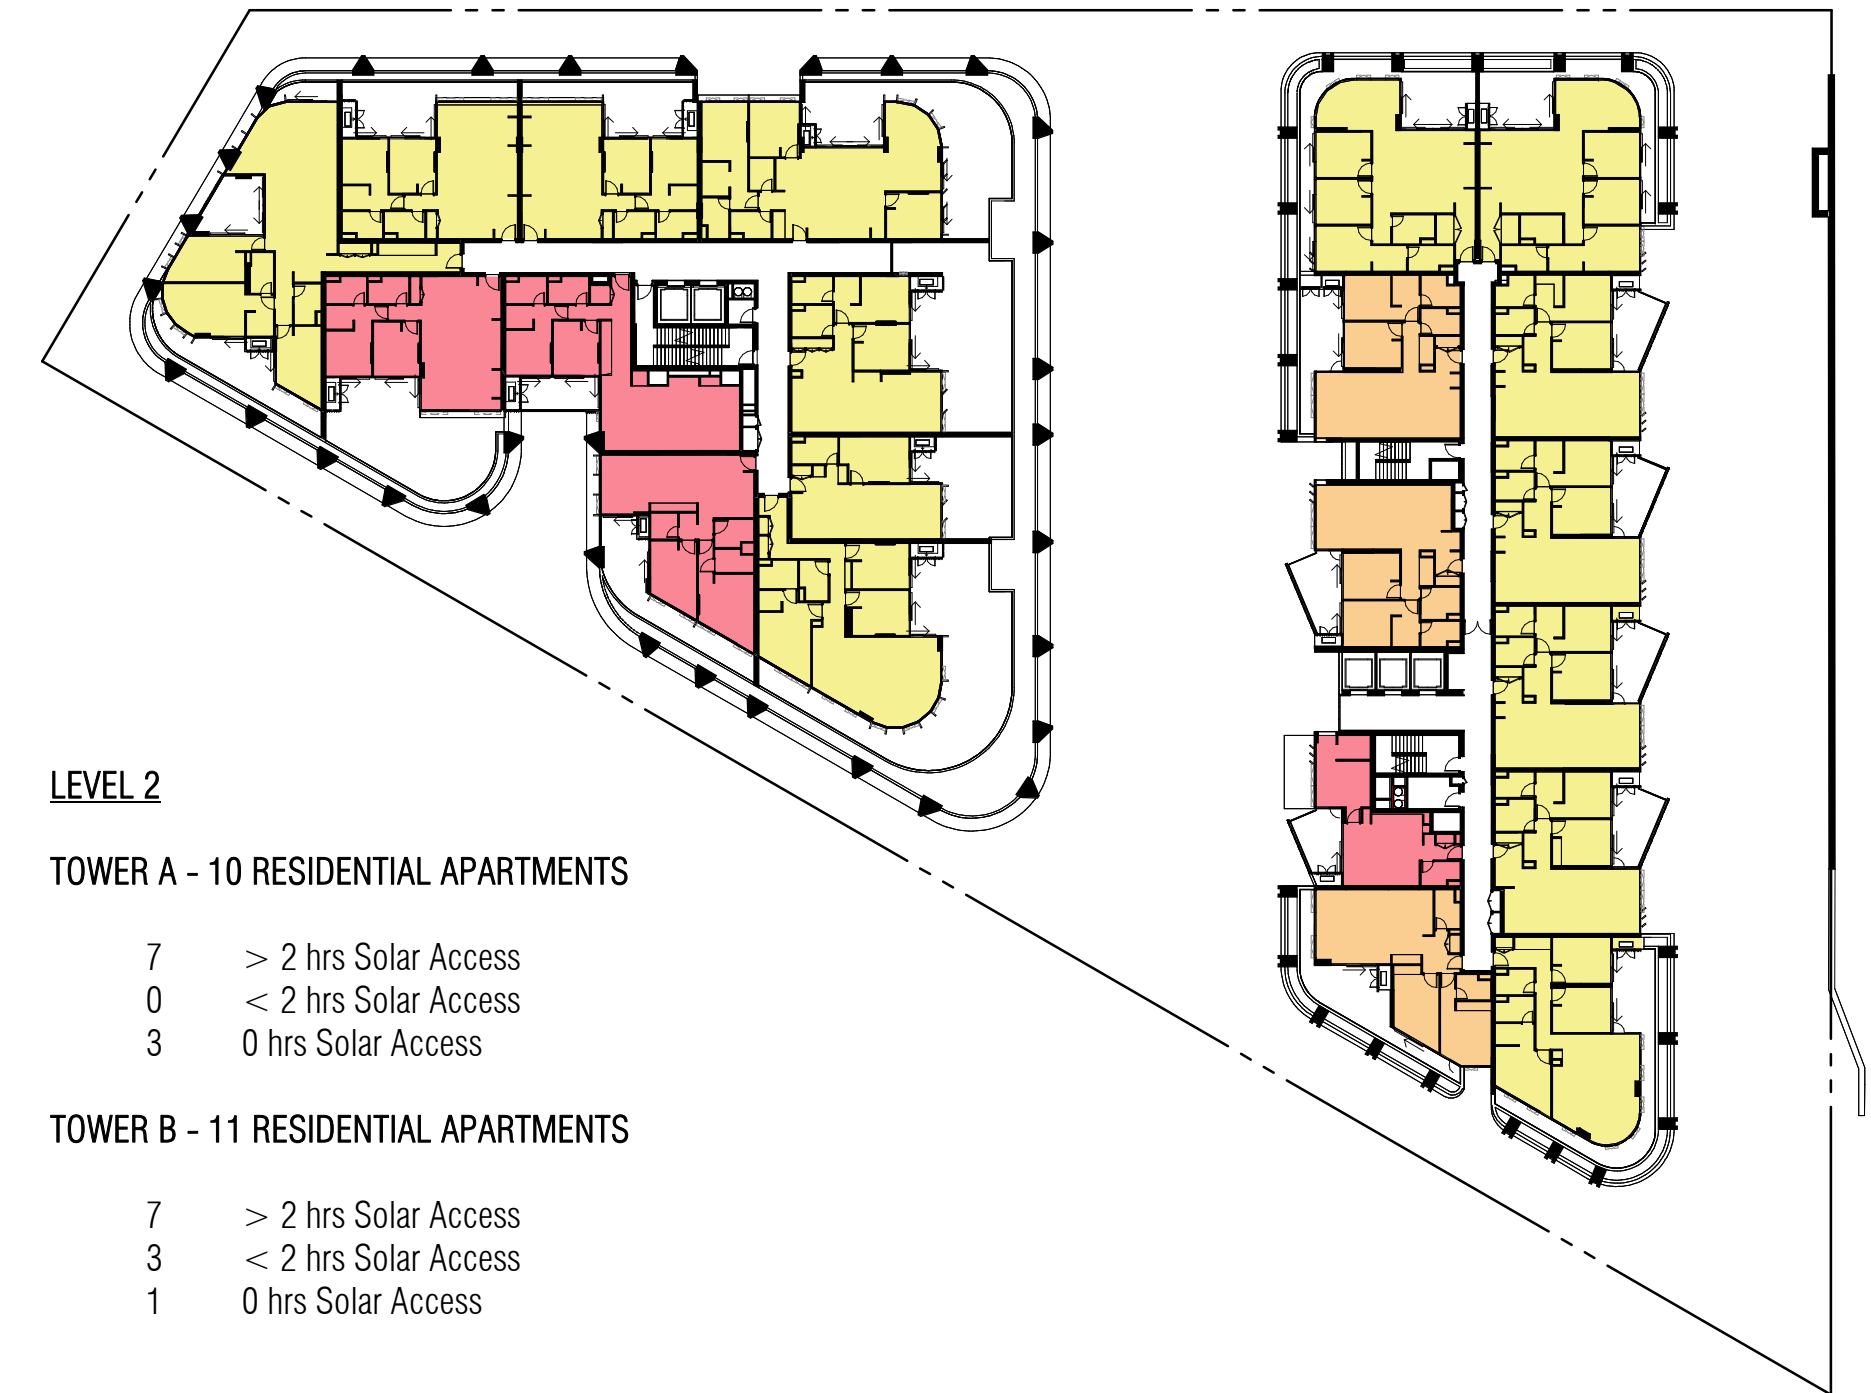 LEVEL 2
TOWER A - 10 RESIDENTIAL APARTMENTS
7 > 2 hrs Solar Access
0 < 2 hrs Solar Access
3 0 hrs Solar Access
TOWER B - 11 RESIDENTIAL APARTMENTS
7 > 2 hrs Solar Access
3 < 2 hrs Solar Access
1 0 hrs Solar Access